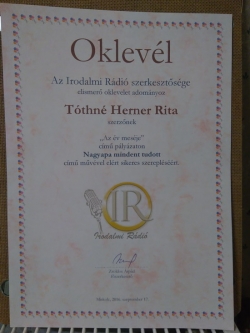 Oklevél
Az Irodalmi Rádió szerkesztősége
elismerő oklevelet adományoz
Tóthné Herner Rita
szerzőnek
„Az év meséje”
című pályázaton
Nagyapa mindent tudott
című művével elért sikeres szerepléséért.
IR
Irodalmi Rádió